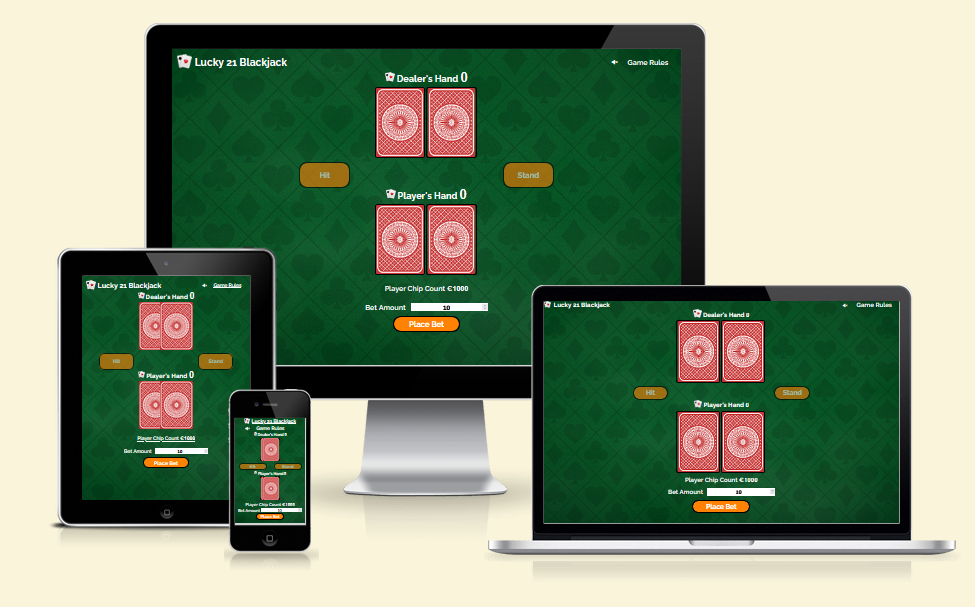 Lucky 21 Blackjack
Game Rules
Dealer's Hand 0
Hit
Stand
Player's Hand 0
Player Chip Count €1000
Bet Amount 10
Place Bet
Lucky 21 Blackjack
Game Rules
Dealer's Hand 0
Hit
Stand
Player's Hand 0
Player Chip Count €1000
Bet Amount 10
Place Bet
Lucky 21 Blackjack
Game Rules
Dealer's Hand 0
Hit
Stand
Player's Hand 0
Player Chip Count €1000
Bet Amount 10
Place Bet
Lucky 21 Blackjack
Game Rules
Dealer's Hand 0
Hit
Stand
Player's Hand 0
Player Chip Count €1000
Bet Amount 10
Place Bet